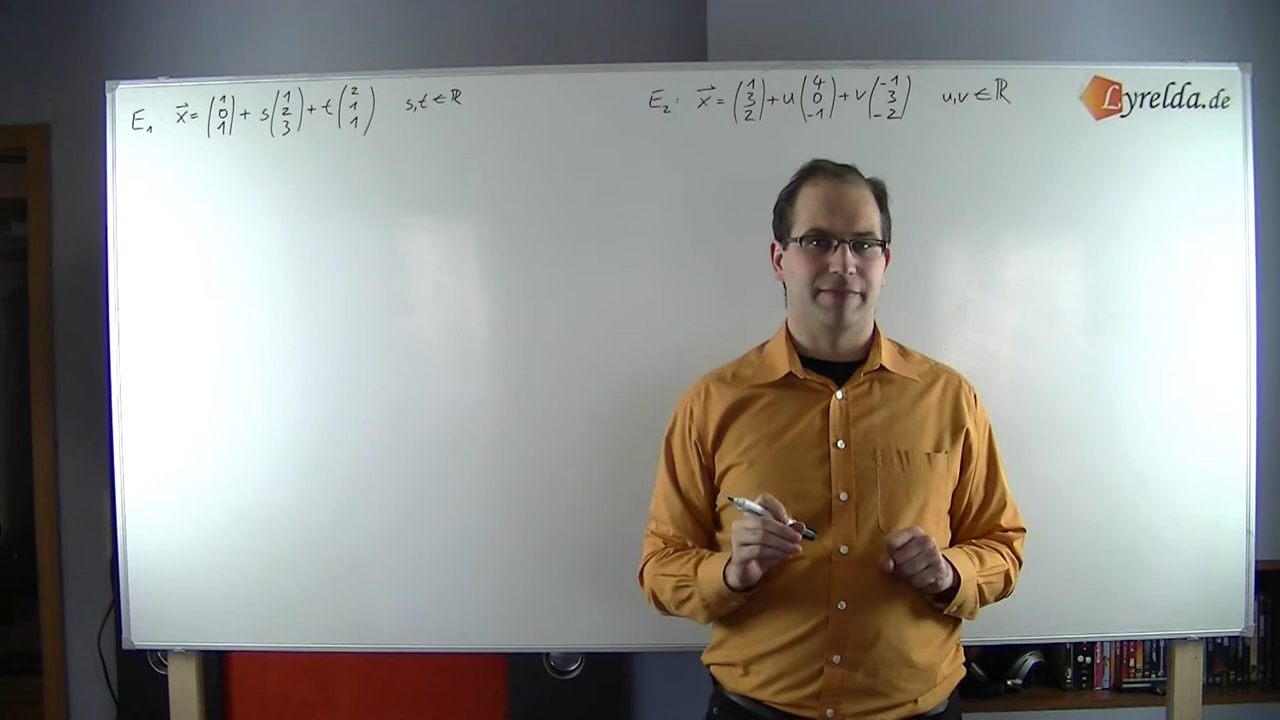 E₁ x⃗ = (1 0 1) + s (1 2 3) + t (2 1 1) s,t ∈ ℝ
E₂: x⃗ = (1 3 2) + u (4 0 -1) + v (-1 3 -2) u,v ∈ ℝ
Lyrelda.de